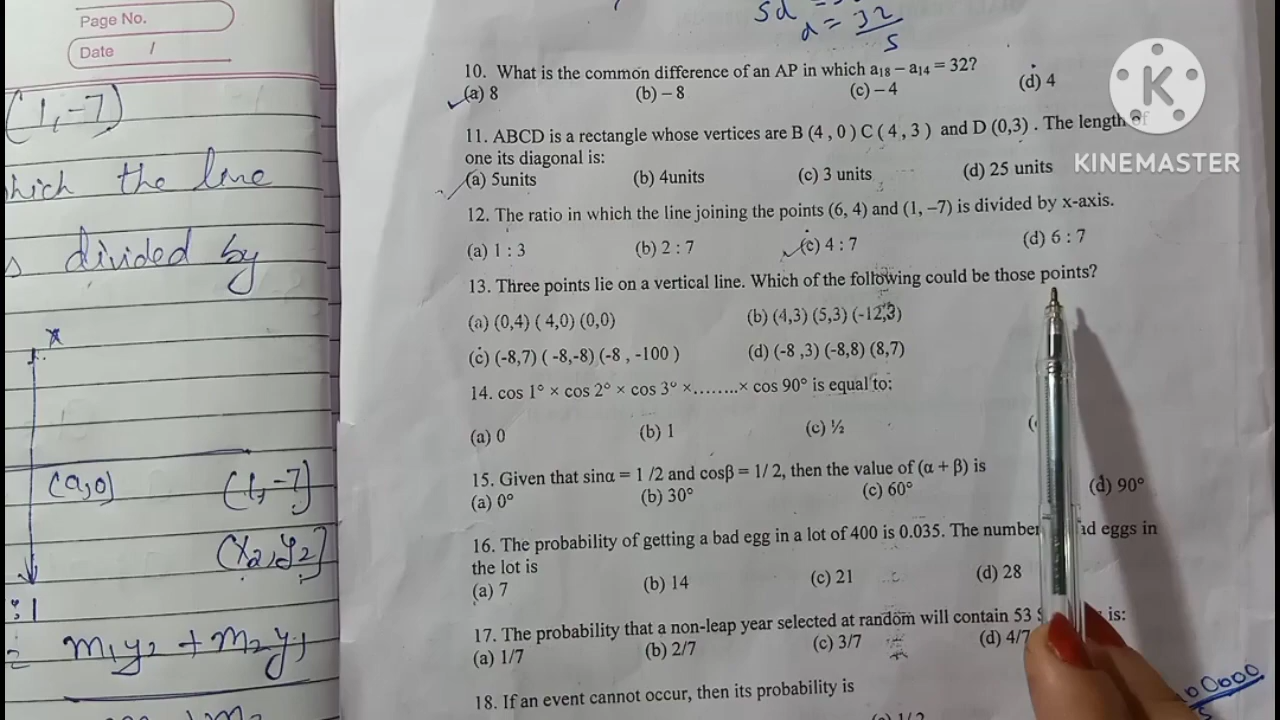 Page No.
Date /
(1,-7)
which the line
divided by
x
(a,0) (1,-7)
(x₂,y₂)
:1
m₁y₂ + m₂y₁
5d =
d = 32/5
KINEMASTER
10. What is the common difference of an AP in which a₁₈ – a₁₄ = 32?
(a) 8 (b) – 8 (c) – 4 (d) 4
11. ABCD is a rectangle whose vertices are B (4 , 0 ) C ( 4 , 3 ) and D (0,3) . The length of
one its diagonal is:
(a) 5units (b) 4units (c) 3 units (d) 25 units
12. The ratio in which the line joining the points (6, 4) and (1, –7) is divided by x-axis.
(a) 1 : 3 (b) 2 : 7 (c) 4 : 7 (d) 6 : 7
13. Three points lie on a vertical line. Which of the following could be those points?
(a) (0,4) ( 4,0) (0,0) (b) (4,3) (5,3) (-12,3)
(c) (-8,7) ( -8,-8) (-8 , -100 ) (d) (-8 ,3) (-8,8) (8,7)
14. cos 1° × cos 2° × cos 3° ×……..× cos 90° is equal to:
(a) 0 (b) 1 (c) ½ (
15. Given that sinα = 1 /2 and cosβ = 1/ 2, then the value of (α + β) is
(a) 0° (b) 30° (c) 60° (d) 90°
16. The probability of getting a bad egg in a lot of 400 is 0.035. The number ad eggs in
the lot is
(a) 7 (b) 14 (c) 21 (d) 28
17. The probability that a non-leap year selected at random will contain 53 S is:
(a) 1/7 (b) 2/7 (c) 3/7 (d) 4/7
18. If an event cannot occur, then its probability is